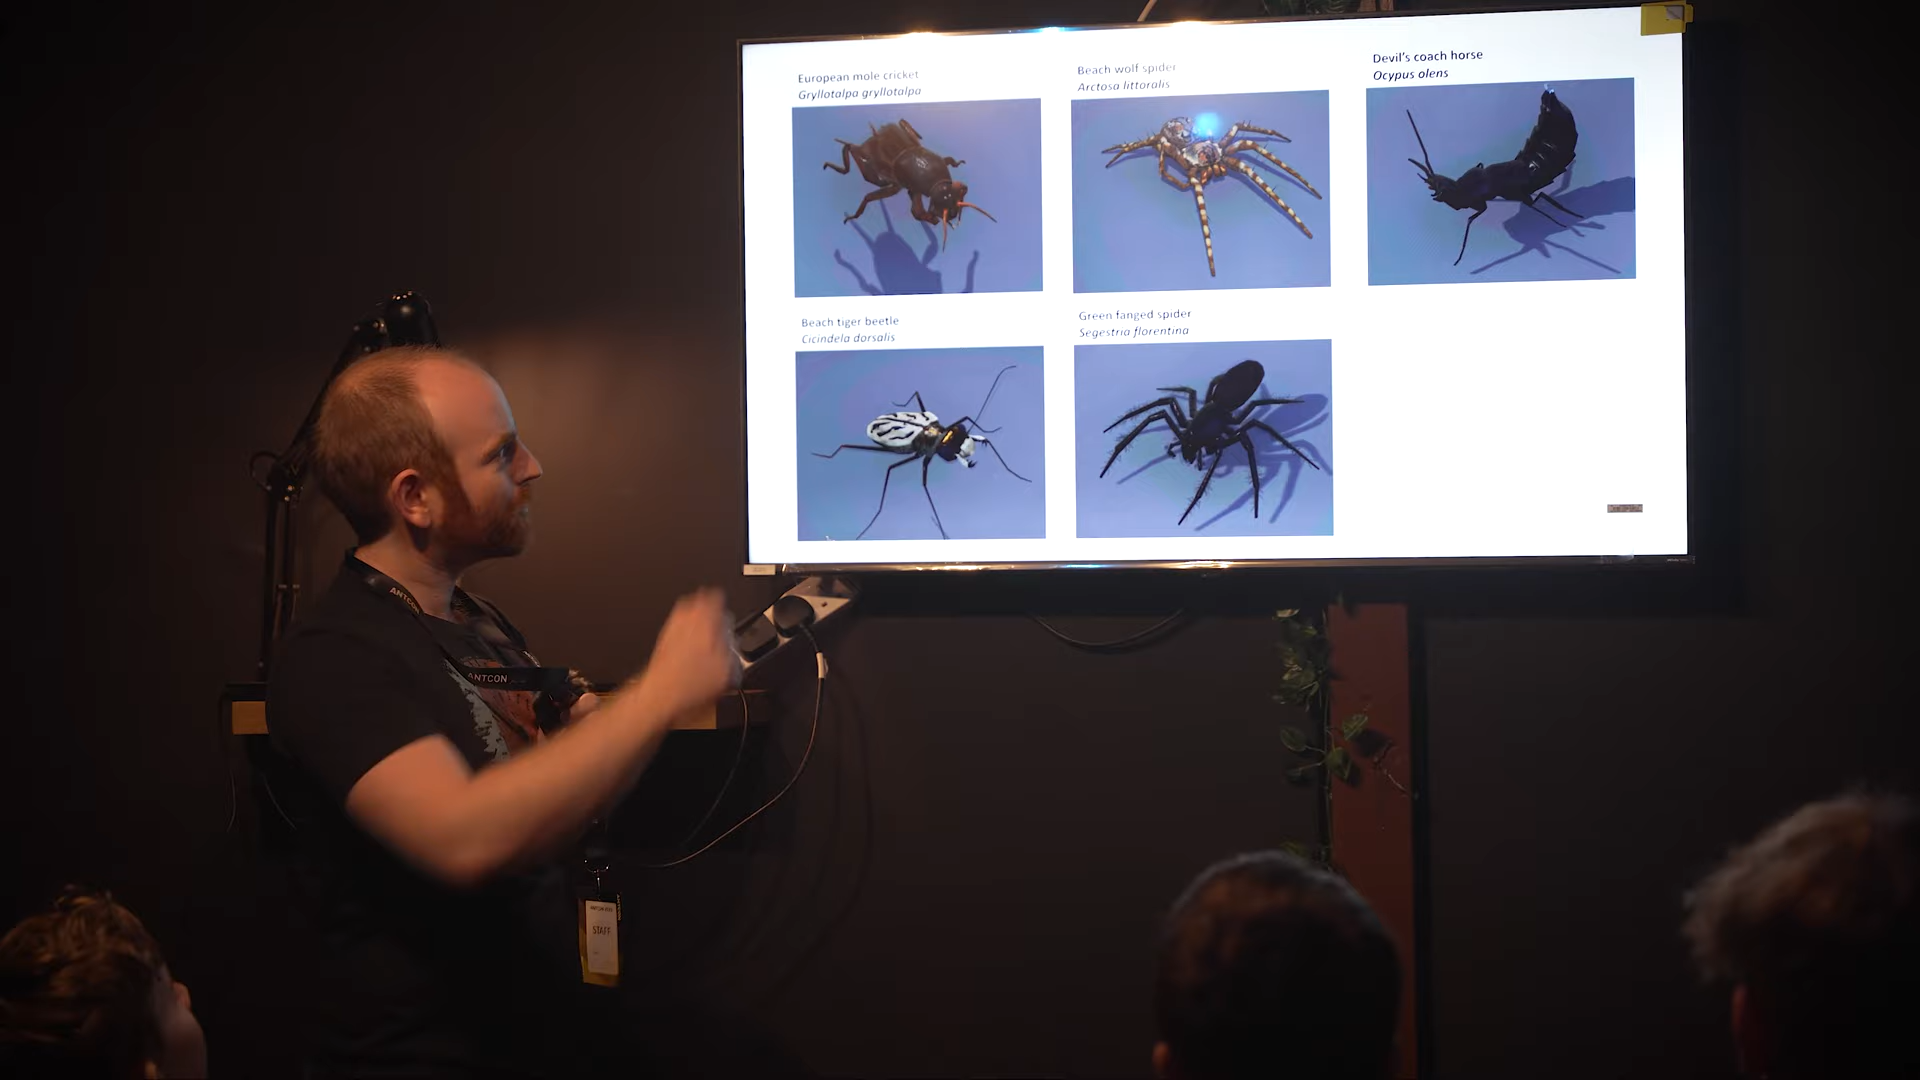 European mole cricket
Gryllotalpa gryllotalpa
Beach wolf spider
Arctosa littoralis
Devil's coach horse
Ocypus olens
Beach tiger beetle
Cicindela dorsalis
Green fanged spider
Segestria florentina
ANTCON
ANTCON
STAFF